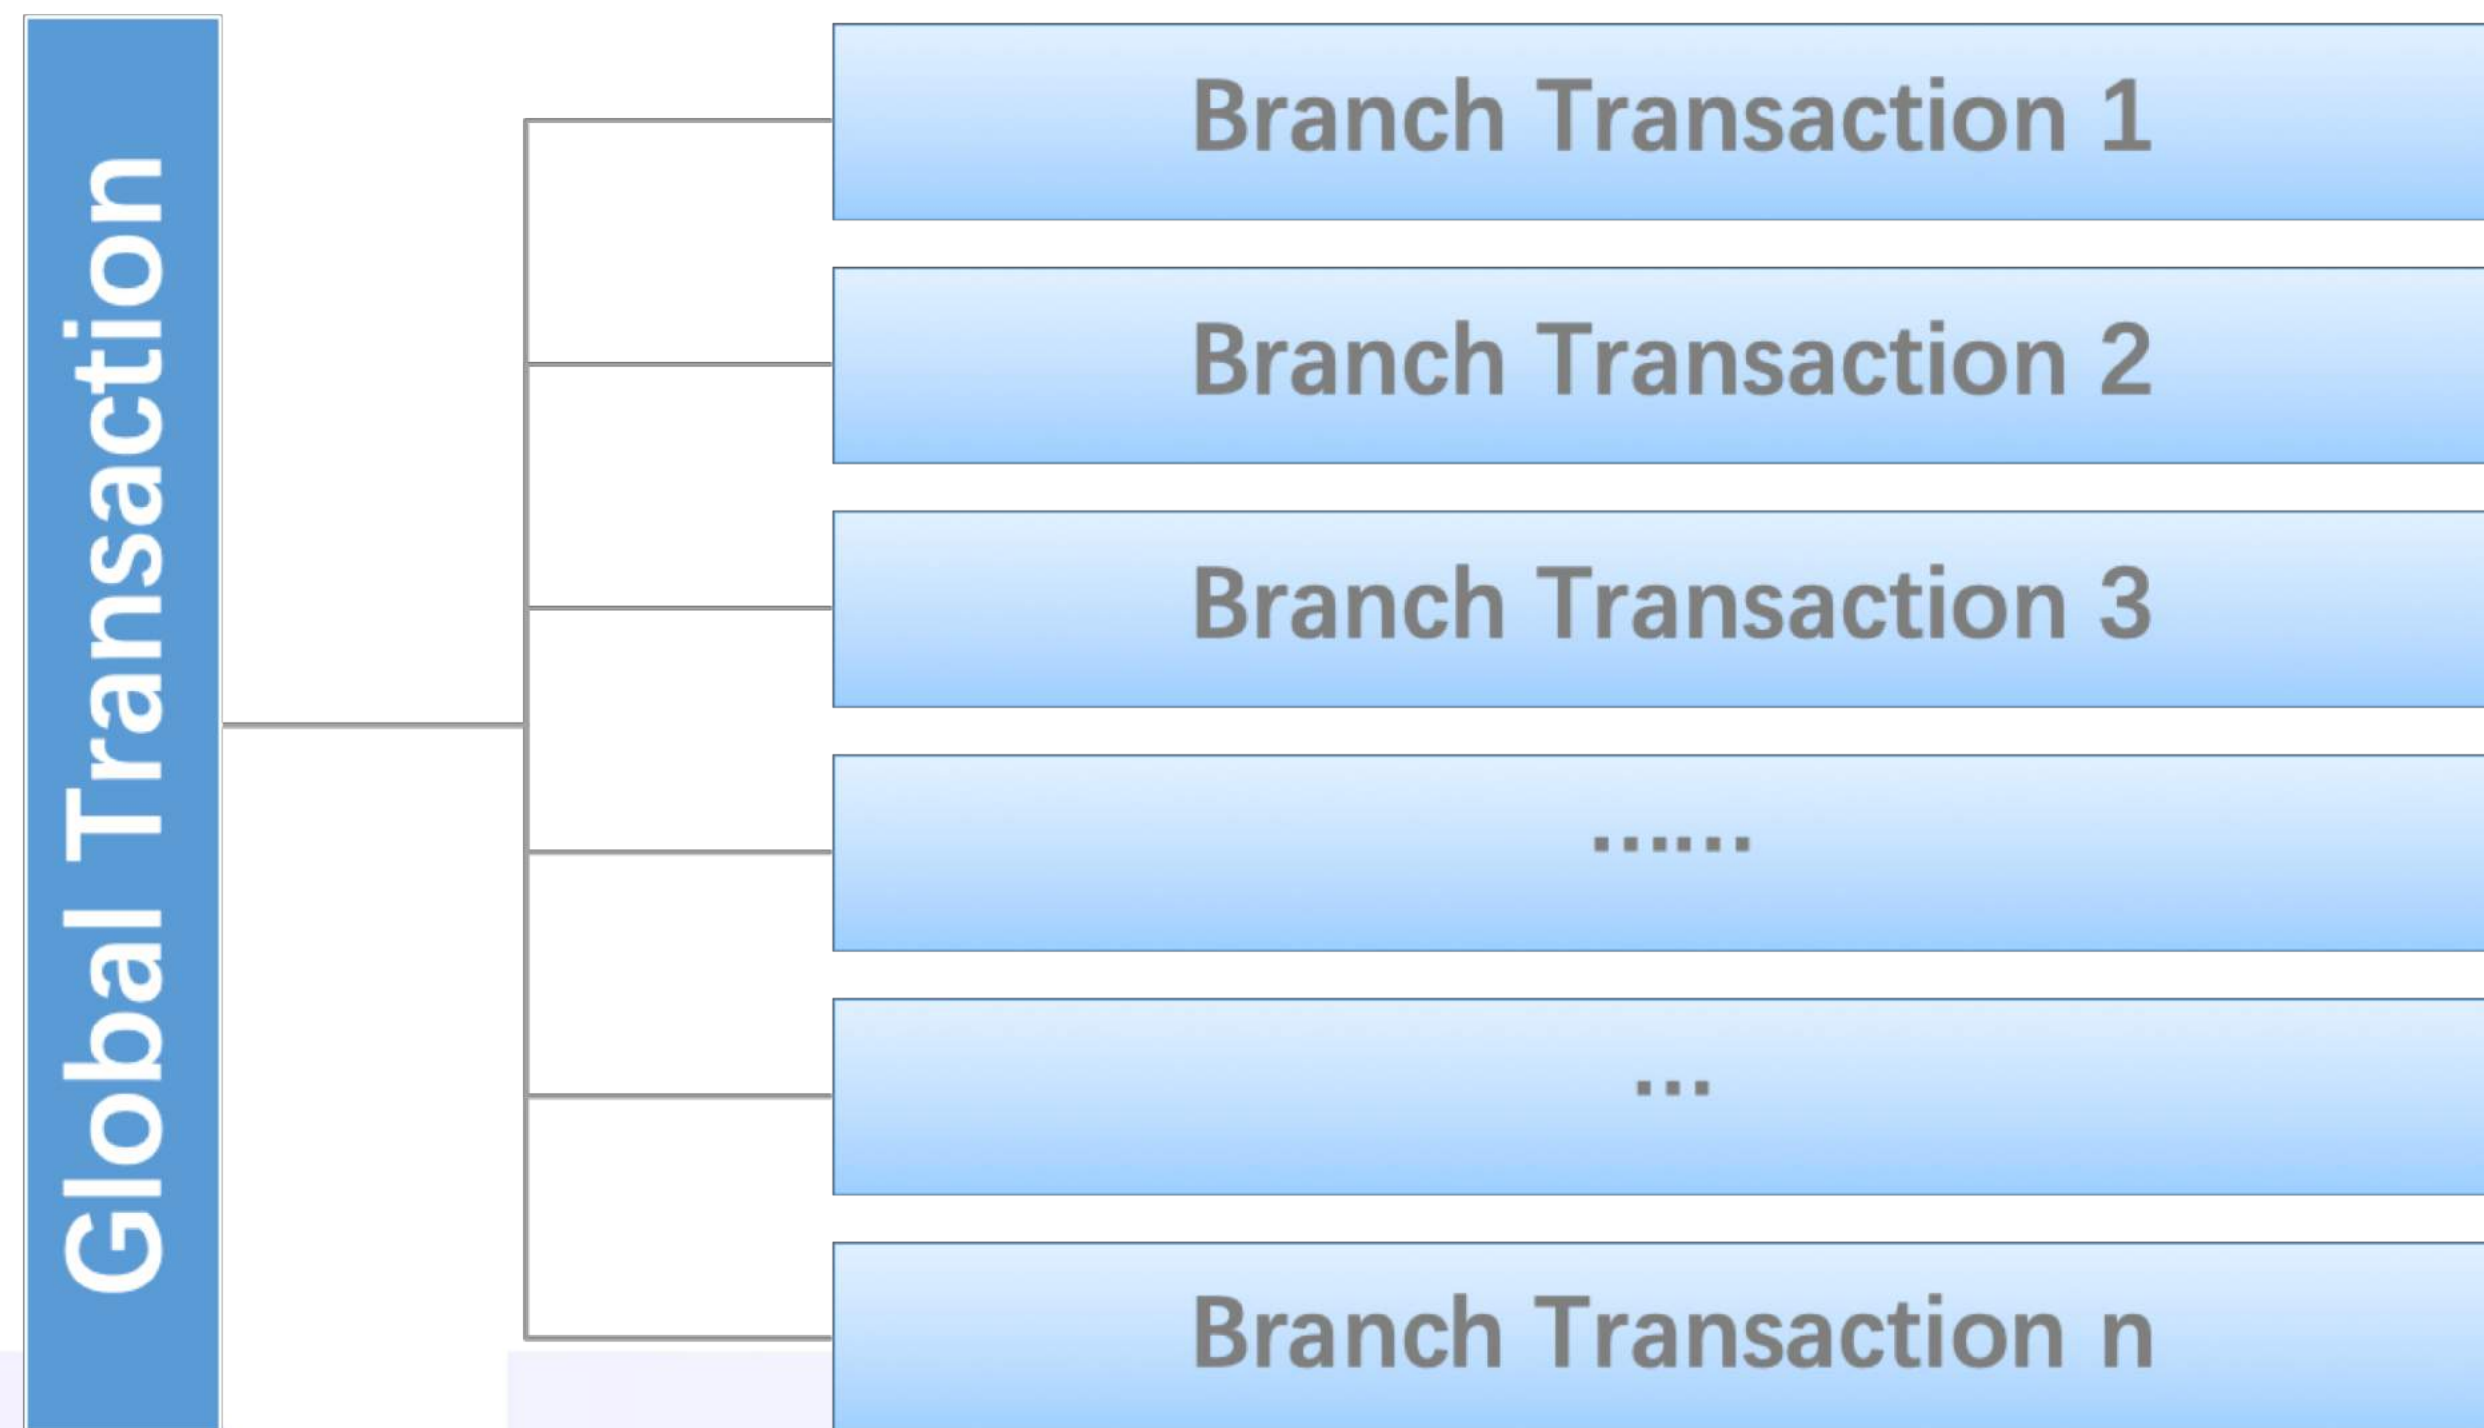 Global Transaction
Branch Transaction 1
Branch Transaction 2
Branch Transaction 3
……
…
Branch Transaction n